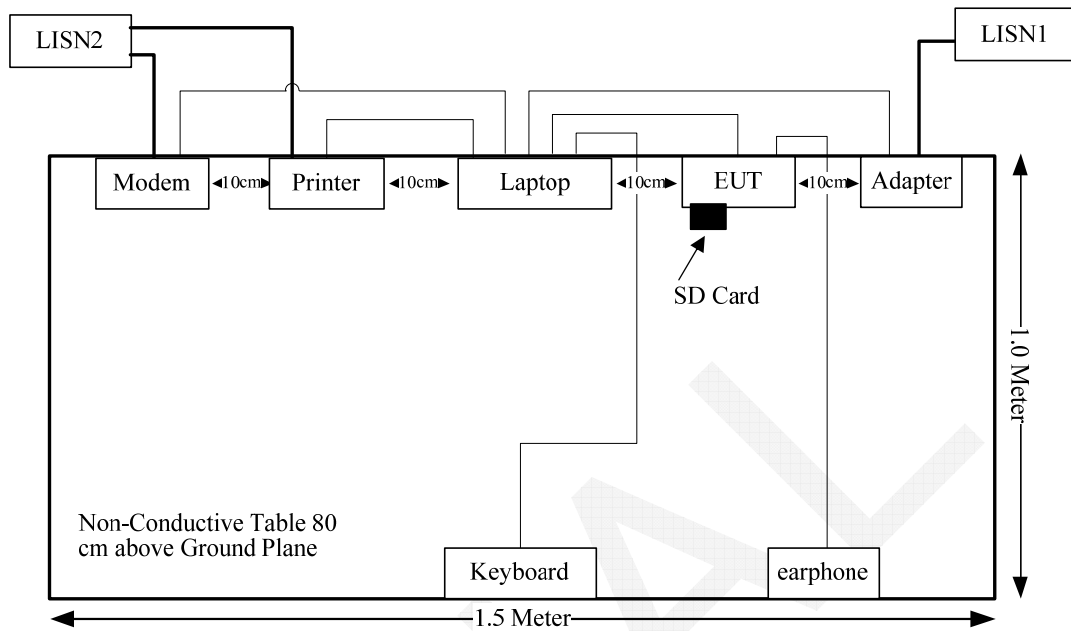 LISN2
LISN1
Modem
10cm
Printer
10cm
Laptop
10cm
EUT
10cm
Adapter
SD Card
1.0 Meter
Non-Conductive Table 80
cm above Ground Plane
Keyboard
earphone
1.5 Meter